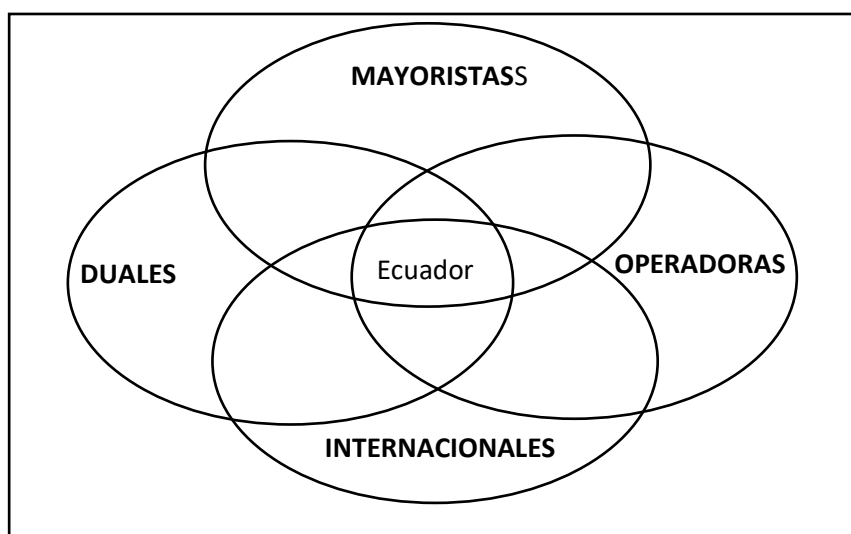 MAYORISTASS
DUALES
Ecuador
OPERADORAS
INTERNACIONALES